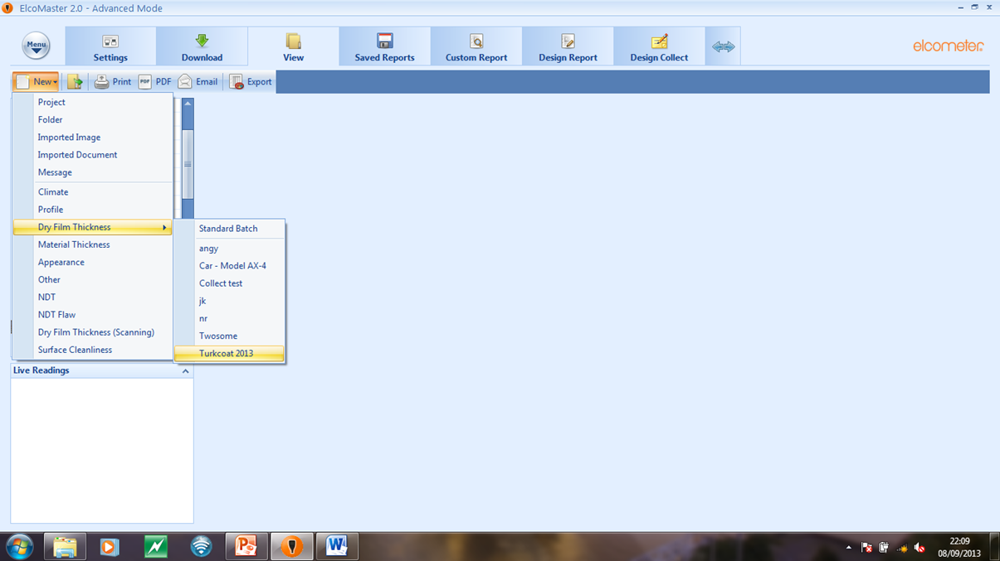 ElcoMaster 2.0 - Advanced Mode
Menu
Settings
Download
View
Saved Reports
Custom Report
Design Report
Design Collect
elcometer
New
Print
PDF
PDF
Email
Export
Project
Folder
Imported Image
Imported Document
Message
Climate
Profile
Dry Film Thickness
Material Thickness
Appearance
Other
NDT
NDT Flaw
Dry Film Thickness (Scanning)
Surface Cleanliness
Standard Batch
angy
Car - Model AX-4
Collect test
jk
nr
Twosome
Turkcoat 2013
Live Readings
22:09
08/09/2013